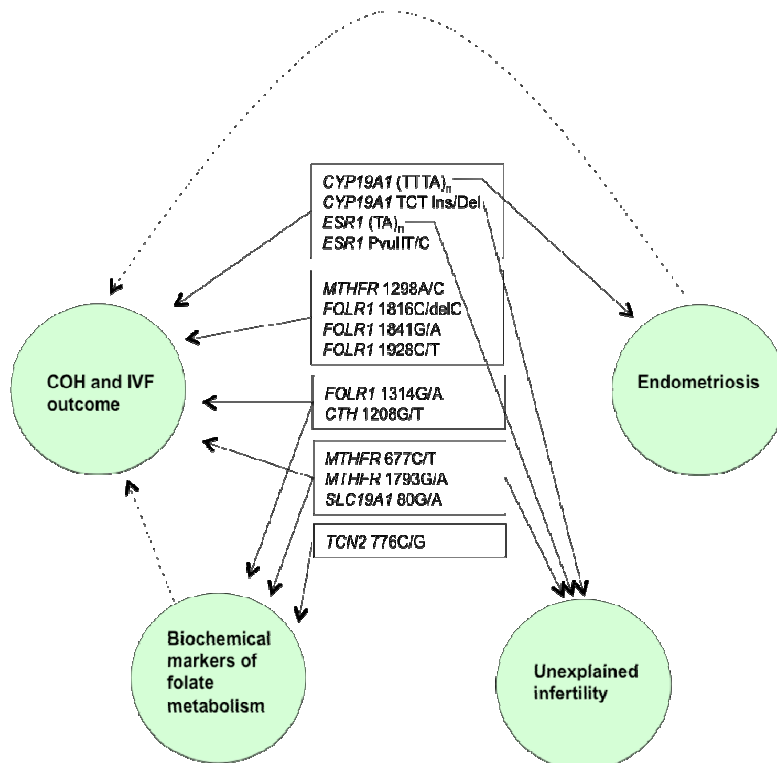 CYP19A1 (TTTA)n
CYP19A1 TCT Ins/Del
ESR1 (TA)n
ESR1 PvuII T/C
MTHFR 1298A/C
FOLR1 1816C/delC
FOLR1 1841G/A
FOLR1 1928C/T
COH and IVF
outcome
Endometriosis
FOLR1 1314G/A
CTH 1208G/T
MTHFR 677C/T
MTHFR 1793G/A
SLC19A1 80G/A
TCN2 776C/G
Biochemical
markers of
folate
metabolism
Unexplained
infertility